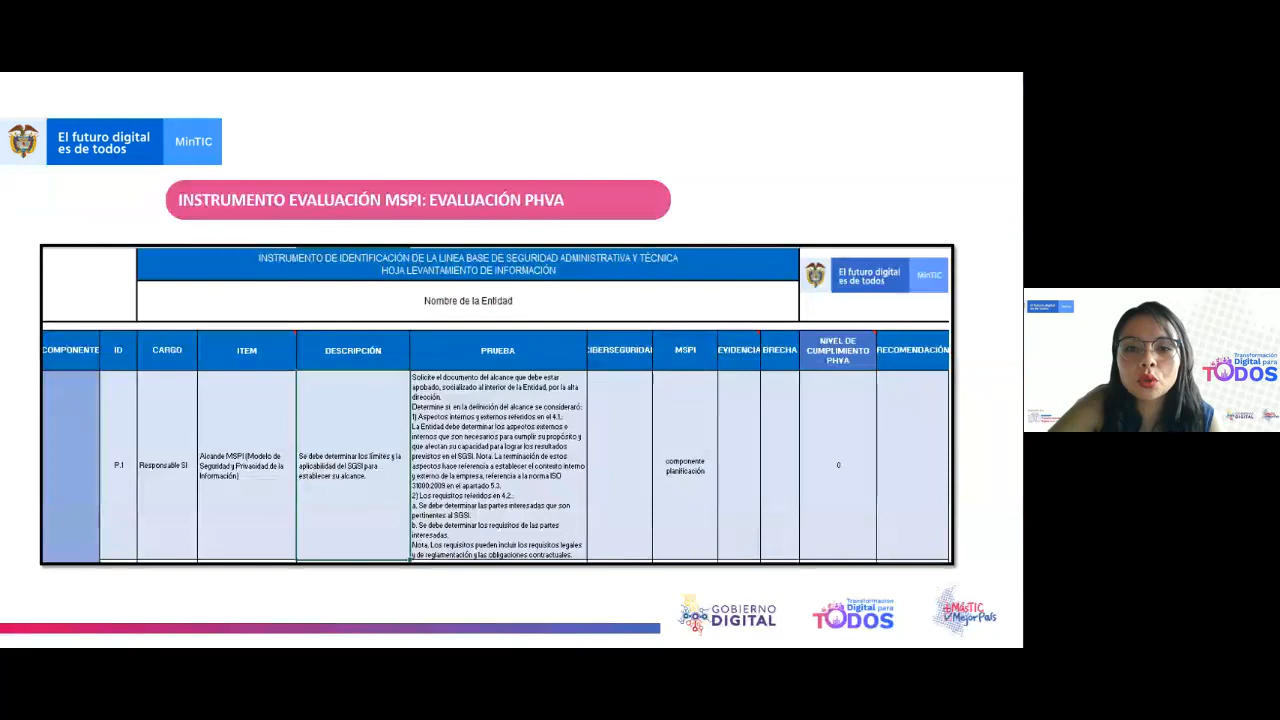 El futuro digital
es de todos
MinTIC
INSTRUMENTO EVALUACIÓN MSPI: EVALUACIÓN PHVA
INSTRUMENTO DE IDENTIFICACIÓN DE LA LINEA BASE DE SEGURIDAD ADMINISTRATIVA Y TÉCNICA
HOJA LEVANTAMIENTO DE INFORMACIÓN
El futuro digital
es de todos
MinTIC
Nombre de la Entidad
COMPONENTE
ID
CARGO
ITEM
DESCRIPCIÓN
PRUEBA
CIBERSEGURIDAD
MSPI
EVIDENCIA
BRECHA
NIVEL DE
CUMPLIMIENTO
PHVA
RECOMENDACIÓN
P.1
Responsable SI
Alcande MSPI (Modelo de
Seguridad y Privacidad de la
Información)
Se debe determinar los límites y la
aplicabilidad del SGSI para
establecer su alcance.
Solicite el documento del alcance que debe estar
aprobado, socializado al interior de la Entidad, por la alta
dirección.
Determine si en la definición del alcance se consideraró:
1) Aspectos internos y externos referidos en el 4.1.:
La Entidad debe determinar los aspectos externos e
internos que son necesarios para cumplir su propósito y
que afectan su capacidad para lograr los resultados
previstos en el SGSI. Nota. La terminación de estos
aspectos hace referencia a establecer el contexto interno
y externo de la empresa, referencia a la norma ISO
31000:2009 en el apartado 5.3.
2) Los requisitos referidos en 4.2.:
a. Se debe determinar las partes interesadas que son
pertinentes al SGSI.
b. Se debe determinar los requisitos de las partes
interesadas.
Nota. Los requisitos pueden incluir los requisitos legales
y de reglamentación y las obligaciones contractuales.
componente
planificación
0
GOBIERNO
DIGITAL
Transformación
Digital para
TODOS
+MásTIC
MejorPaís
Transformación
Digital para
TODOS